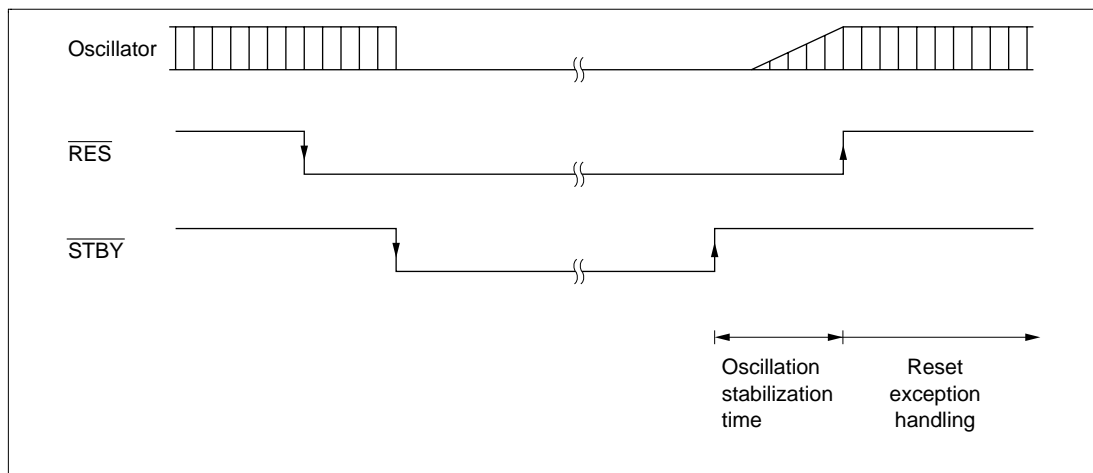 Oscillator
RES
STBY
Oscillation
stabilization
time
Reset
exception
handling